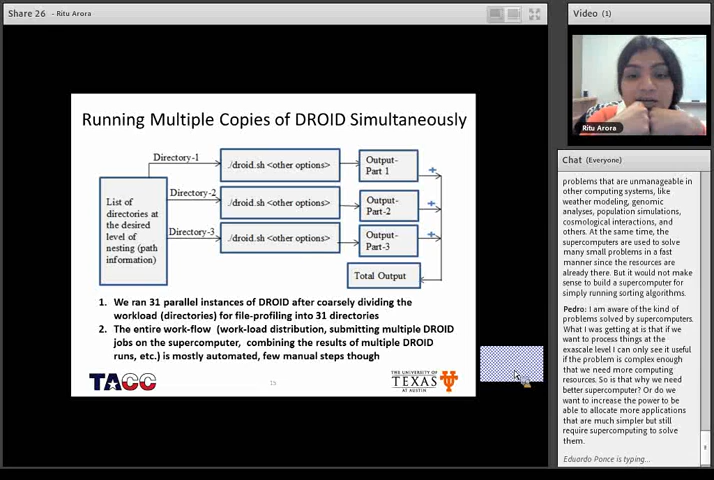 Share 26 - Ritu Arora
Video (1)
Running Multiple Copies of DROID Simultaneously
Directory-1
./droid.sh <other options>
Output-
Part 1
+
List of
directories at
the desired
level of
nesting (path
information)
Directory-2
./droid.sh <other options>
Output-
Part-2
+
Directory-3
./droid.sh <other options>
Output-
Part-3
+
Total Output
1. We ran 31 parallel instances of DROID after coarsely dividing the
workload (directories) for file-profiling into 31 directories
2. The entire work-flow (work-load distribution, submitting multiple DROID
jobs on the supercomputer, combining the results of multiple DROID
runs, etc.) is mostly automated, few manual steps though
TACC
15
THE UNIVERSITY OF
TEXAS
AT AUSTIN
Ritu Arora
Chat (Everyone)
problems that are unmanageable in
other computing systems, like
weather modeling, genomic
analyses, population simulations,
cosmological interactions, and
others. At the same time, the
supercomputers are used to solve
many small problems in a fast
manner since the resources are
already there. But it would not make
sense to build a supercomputer for
simply running sorting algorithms.
Pedro: I am aware of the kind of
problems solved by supercomputers.
What I was getting at is that if we
want to process things at the
exascale level I can only see it useful
if the problem is complex enough
that we need more computing
resources. So is that why we need
better supercomputer? Or do we
want to increase the power to be
able to allocate more applications
that are much simpler but still
require supercomputing to solve
them.
Eduardo Ponce is typing...